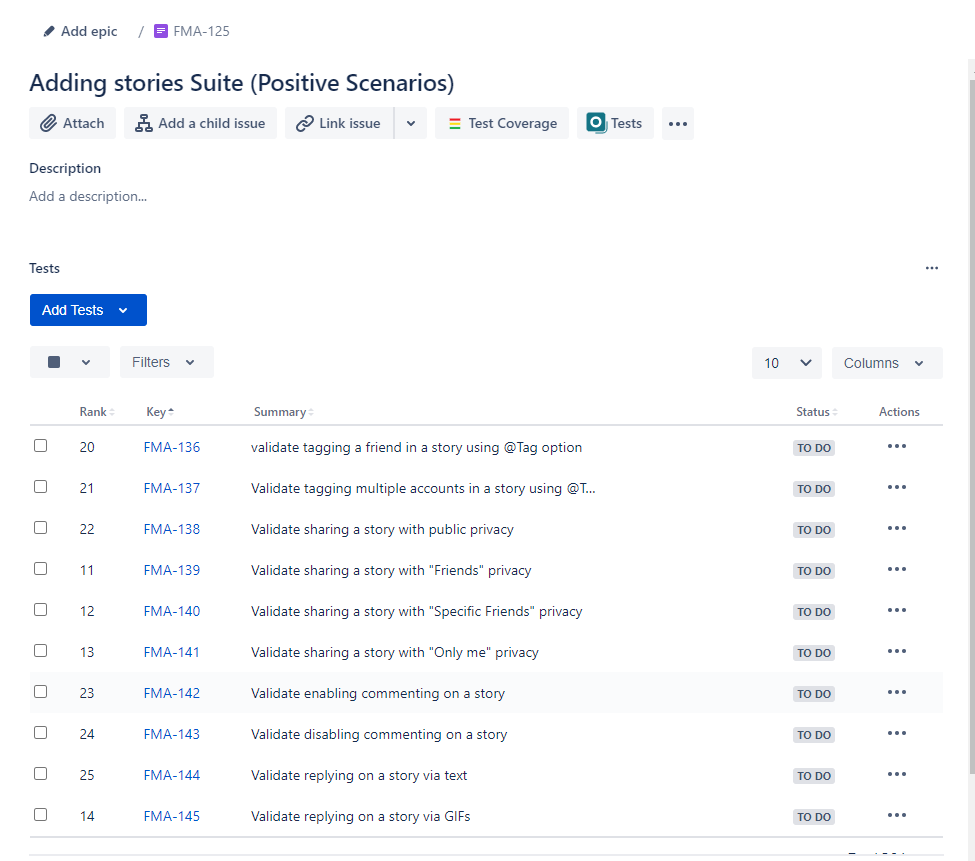 Add epic / FMA-125
Adding stories Suite (Positive Scenarios)
Attach Add a child issue Link issue Test Coverage Tests
Description
Add a description...
Tests
Add Tests
Filters 10 Columns
Rank Key Summary Status Actions
20 FMA-136 validate tagging a friend in a story using @Tag option TO DO
21 FMA-137 Validate tagging multiple accounts in a story using @T... TO DO
22 FMA-138 Validate sharing a story with public privacy TO DO
11 FMA-139 Validate sharing a story with "Friends" privacy TO DO
12 FMA-140 Validate sharing a story with "Specific Friends" privacy TO DO
13 FMA-141 Validate sharing a story with "Only me" privacy TO DO
23 FMA-142 Validate enabling commenting on a story TO DO
24 FMA-143 Validate disabling commenting on a story TO DO
25 FMA-144 Validate replying on a story via text TO DO
14 FMA-145 Validate replying on a story via GIFs TO DO